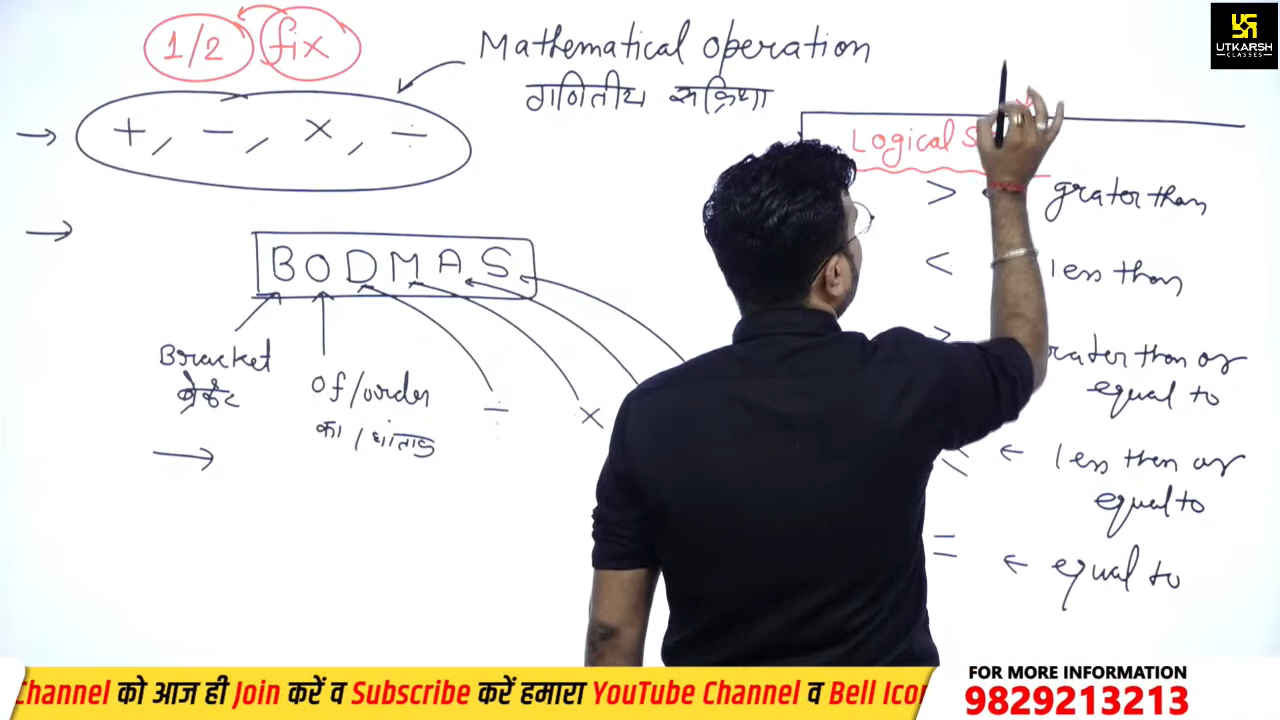 1/2 fix
Mathematical operation
गणितीय सक्रिया
→ +, −, ×, ÷
→
BODMAS
Bracket
ब्रैकेट
of/order
का / घातांक
÷ ×
→
Logical S
> ← grater than
< less than
rater than or
equal to
← less then or
equal to
= ← equal to
UTKARSH
CLASSES
Channel को आज ही Join करें व Subscribe करें हमारा YouTube Channel व Bell Icon
FOR MORE INFORMATION
9829213213